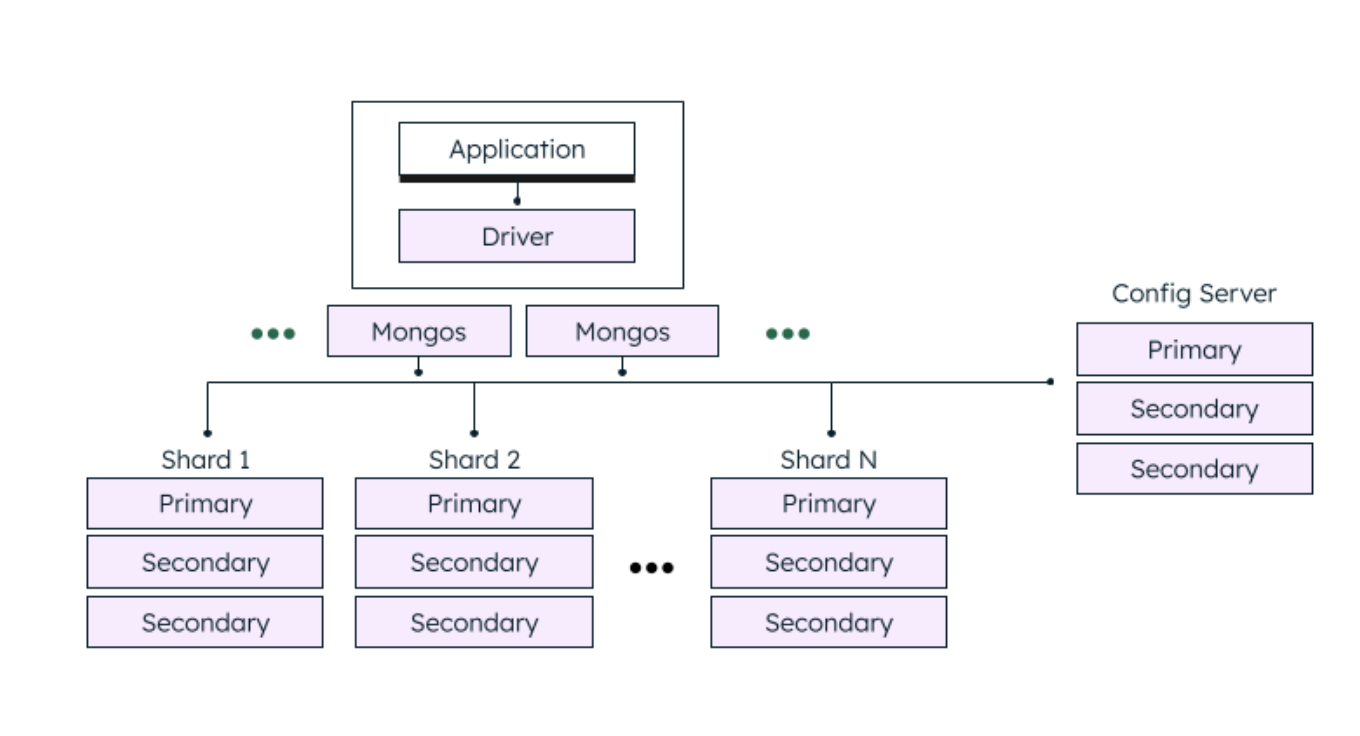 Application
Driver
Config Server
Mongos
Mongos
Primary
Secondary
Secondary
Shard 1
Shard 2
Shard N
Primary
Primary
Primary
Secondary
Secondary
Secondary
Secondary
Secondary
Secondary